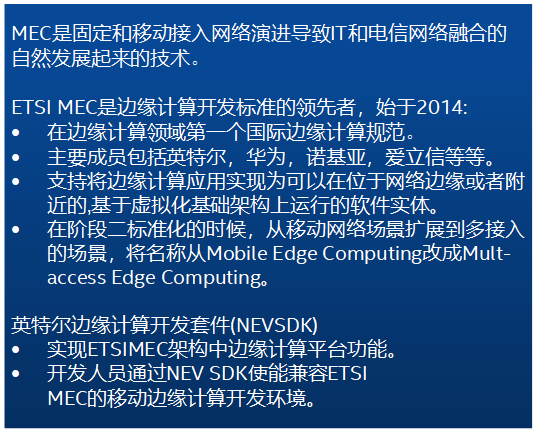 MEC是固定和移动接入网络演进导致IT和电信网络融合的
自然发展起来的技术。
ETSI MEC是边缘计算开发标准的领先者，始于2014:
• 在边缘计算领域第一个国际边缘计算规范。
• 主要成员包括英特尔，华为，诺基亚，爱立信等等。
• 支持将边缘计算应用实现为可以在位于网络边缘或者附
近的,基于虚拟化基础架构上运行的软件实体。
• 在阶段二标准化的时候，从移动网络场景扩展到多接入
的场景，将名称从Mobile Edge Computing改成Mult-
access Edge Computing。
英特尔边缘计算开发套件(NEVSDK)
• 实现ETSIMEC架构中边缘计算平台功能。
• 开发人员通过NEV SDK使能兼容ETSI
MEC的移动边缘计算开发环境。